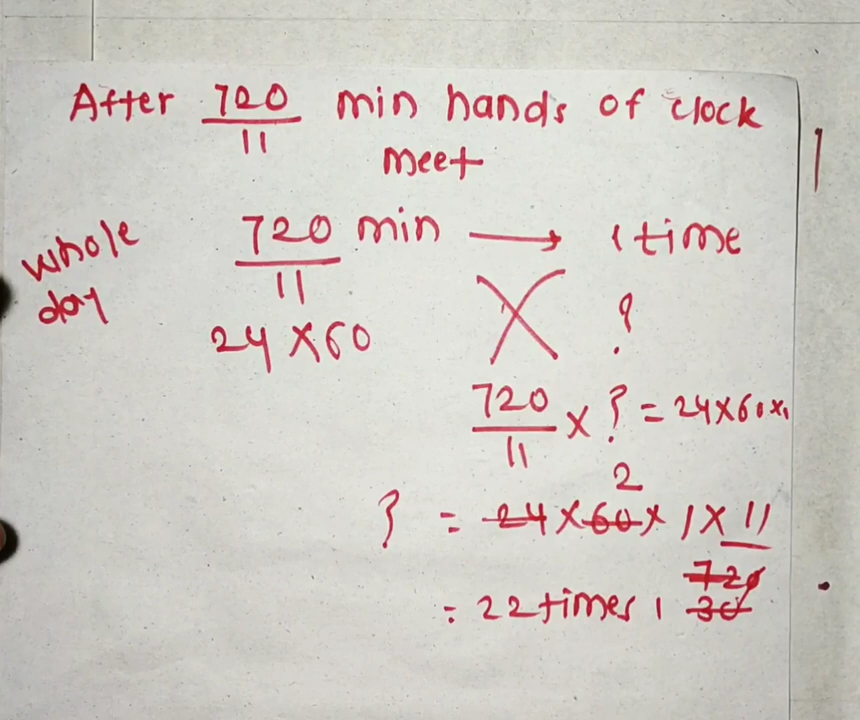 After 720/11 min hands of clock
meet
whole day
720/11 min → 1 time
24 × 60 ?
720/11 × ? = 24×60×1
2
? = 24 × 60 × 1 × 11
720
= 22 times 1 30